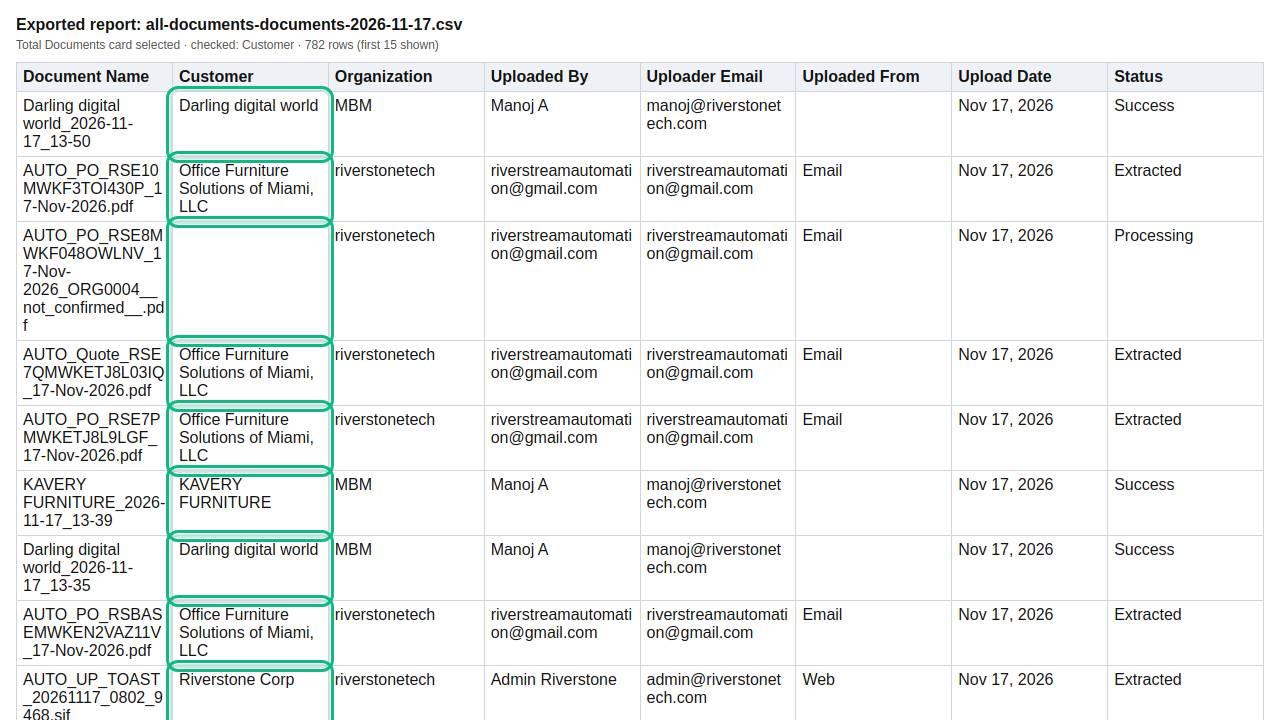 Exported report: all-documents-documents-2026-11-17.csv
Total Documents card selected · checked: Customer · 782 rows (first 15 shown)
Document Name Customer Organization Uploaded By Uploader Email Uploaded From Upload Date Status
Darling digital Darling digital world MBM Manoj A manoj@riverstonet Nov 17, 2026 Success
world_2026-11- ech.com
17_13-50
AUTO_PO_RSE10 Office Furniture riverstonetech riverstreamautomati riverstreamautomati Email Nov 17, 2026 Extracted
MWKF3TOI430P_1 Solutions of Miami, on@gmail.com on@gmail.com
7-Nov-2026.pdf LLC
AUTO_PO_RSE8M riverstonetech riverstreamautomati riverstreamautomati Email Nov 17, 2026 Processing
WKF048OWLNV_1 on@gmail.com on@gmail.com
7-Nov-
2026_ORG0004__
not_confirmed__.pd
f
AUTO_Quote_RSE Office Furniture riverstonetech riverstreamautomati riverstreamautomati Email Nov 17, 2026 Extracted
7QMWKETJ8L03IQ Solutions of Miami, on@gmail.com on@gmail.com
_17-Nov-2026.pdf LLC
AUTO_PO_RSE7P Office Furniture riverstonetech riverstreamautomati riverstreamautomati Email Nov 17, 2026 Extracted
MWKETJ8L9LGF_ Solutions of Miami, on@gmail.com on@gmail.com
17-Nov-2026.pdf LLC
KAVERY KAVERY MBM Manoj A manoj@riverstonet Nov 17, 2026 Success
FURNITURE_2026- FURNITURE ech.com
11-17_13-39
Darling digital Darling digital world MBM Manoj A manoj@riverstonet Nov 17, 2026 Success
world_2026-11- ech.com
17_13-35
AUTO_PO_RSBAS Office Furniture riverstonetech riverstreamautomati riverstreamautomati Email Nov 17, 2026 Extracted
EMWKEN2VAZ11V Solutions of Miami, on@gmail.com on@gmail.com
_17-Nov-2026.pdf LLC
AUTO_UP_TOAST Riverstone Corp riverstonetech Admin Riverstone admin@riverstonet Web Nov 17, 2026 Extracted
_20261117_0802_9 ech.com
468.sif